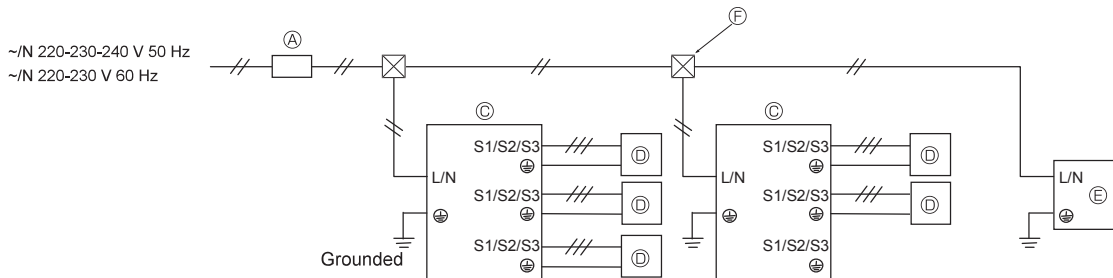 ~/N 220-230-240 V 50 Hz
~/N 220-230 V 60 Hz
Ⓐ
Ⓕ
Ⓒ
Ⓒ
S1/S2/S3
Ⓓ
S1/S2/S3
Ⓓ
L/N
L/N
L/N
S1/S2/S3
Ⓓ
S1/S2/S3
Ⓓ
Ⓔ
Grounded
S1/S2/S3
Ⓓ
S1/S2/S3